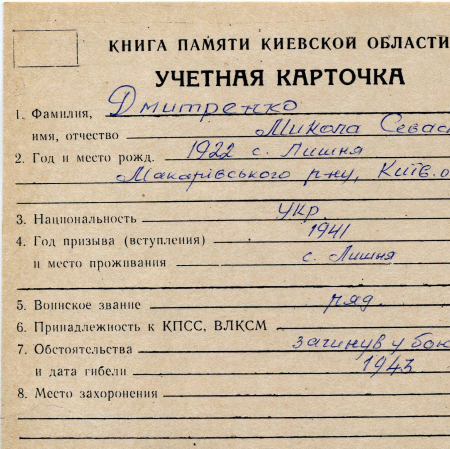 КНИГА ПАМЯТИ КИЕВСКОЙ ОБЛАСТИ
УЧЕТНАЯ КАРТОЧКА
1. Фамилия, Дмитренко
имя, отчество Микола Севас
2. Год и место рожд. 1922 с. Лишня
Макарівського р-ну, Київ. о
3. Национальность укр.
4. Год призыва (вступления) 1941
и место проживания с. Лишня
5. Воинское звание ряд.
6. Принадлежность к КПСС, ВЛКСМ
7. Обстоятельства загинув у бою
и дата гибели 1943
8. Место захоронения